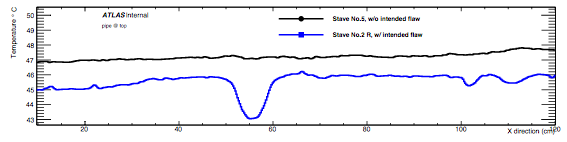 Temperature ° C
50
49
48
47
46
45
44
43
ATLAS Internal
pipe @ top
Stave No.5, w/o intended flaw
Stave No.2 R, w/ intended flaw
20 40 60 80 100 120
X direction (cm)